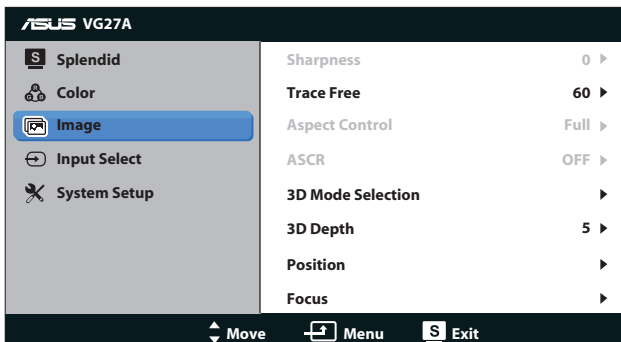 ASUS VG27A
S Splendid
Color
Image
Input Select
System Setup
Sharpness 0
Trace Free 60
Aspect Control Full
ASCR OFF
3D Mode Selection
3D Depth 5
Position
Focus
Move Menu S Exit